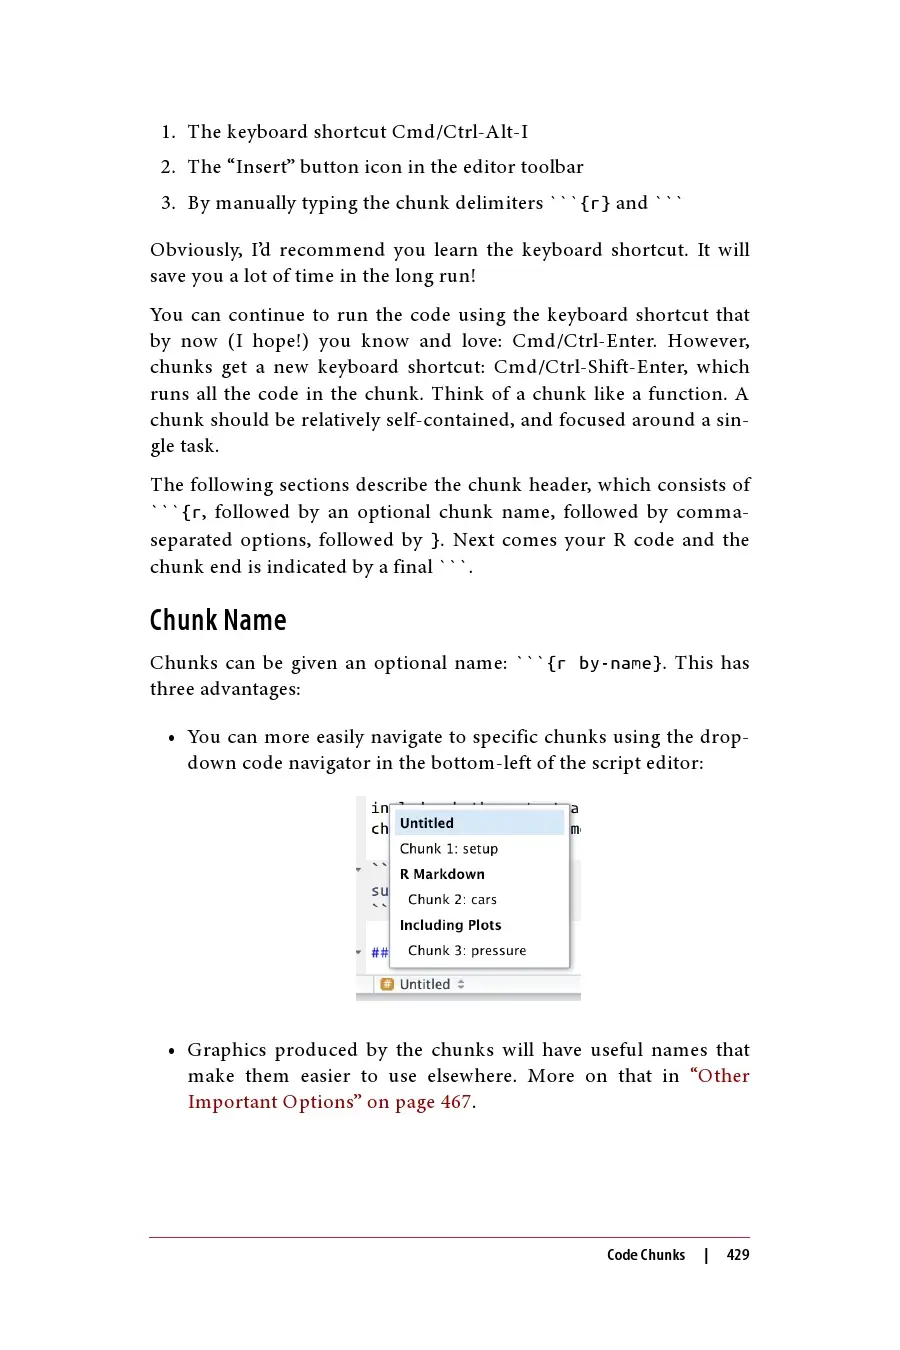 1. The keyboard shortcut Cmd/Ctrl-Alt-I
2. The “Insert” button icon in the editor toolbar
3. By manually typing the chunk delimiters ```{r} and ```
Obviously, I’d recommend you learn the keyboard shortcut. It will
save you a lot of time in the long run!
You can continue to run the code using the keyboard shortcut that
by now (I hope!) you know and love: Cmd/Ctrl-Enter. However,
chunks get a new keyboard shortcut: Cmd/Ctrl-Shift-Enter, which
runs all the code in the chunk. Think of a chunk like a function. A
chunk should be relatively self-contained, and focused around a sin-
gle task.
The following sections describe the chunk header, which consists of
```{r, followed by an optional chunk name, followed by comma-
separated options, followed by }. Next comes your R code and the
chunk end is indicated by a final ```.
Chunk Name
Chunks can be given an optional name: ```{r by-name}. This has
three advantages:
• You can more easily navigate to specific chunks using the drop-
down code navigator in the bottom-left of the script editor:
in
ch
Untitled
Chunk 1: setup
R Markdown
su
Chunk 2: cars
Including Plots
##
Chunk 3: pressure
# Untitled
• Graphics produced by the chunks will have useful names that
make them easier to use elsewhere. More on that in “Other
Important Options” on page 467.
Code Chunks | 429